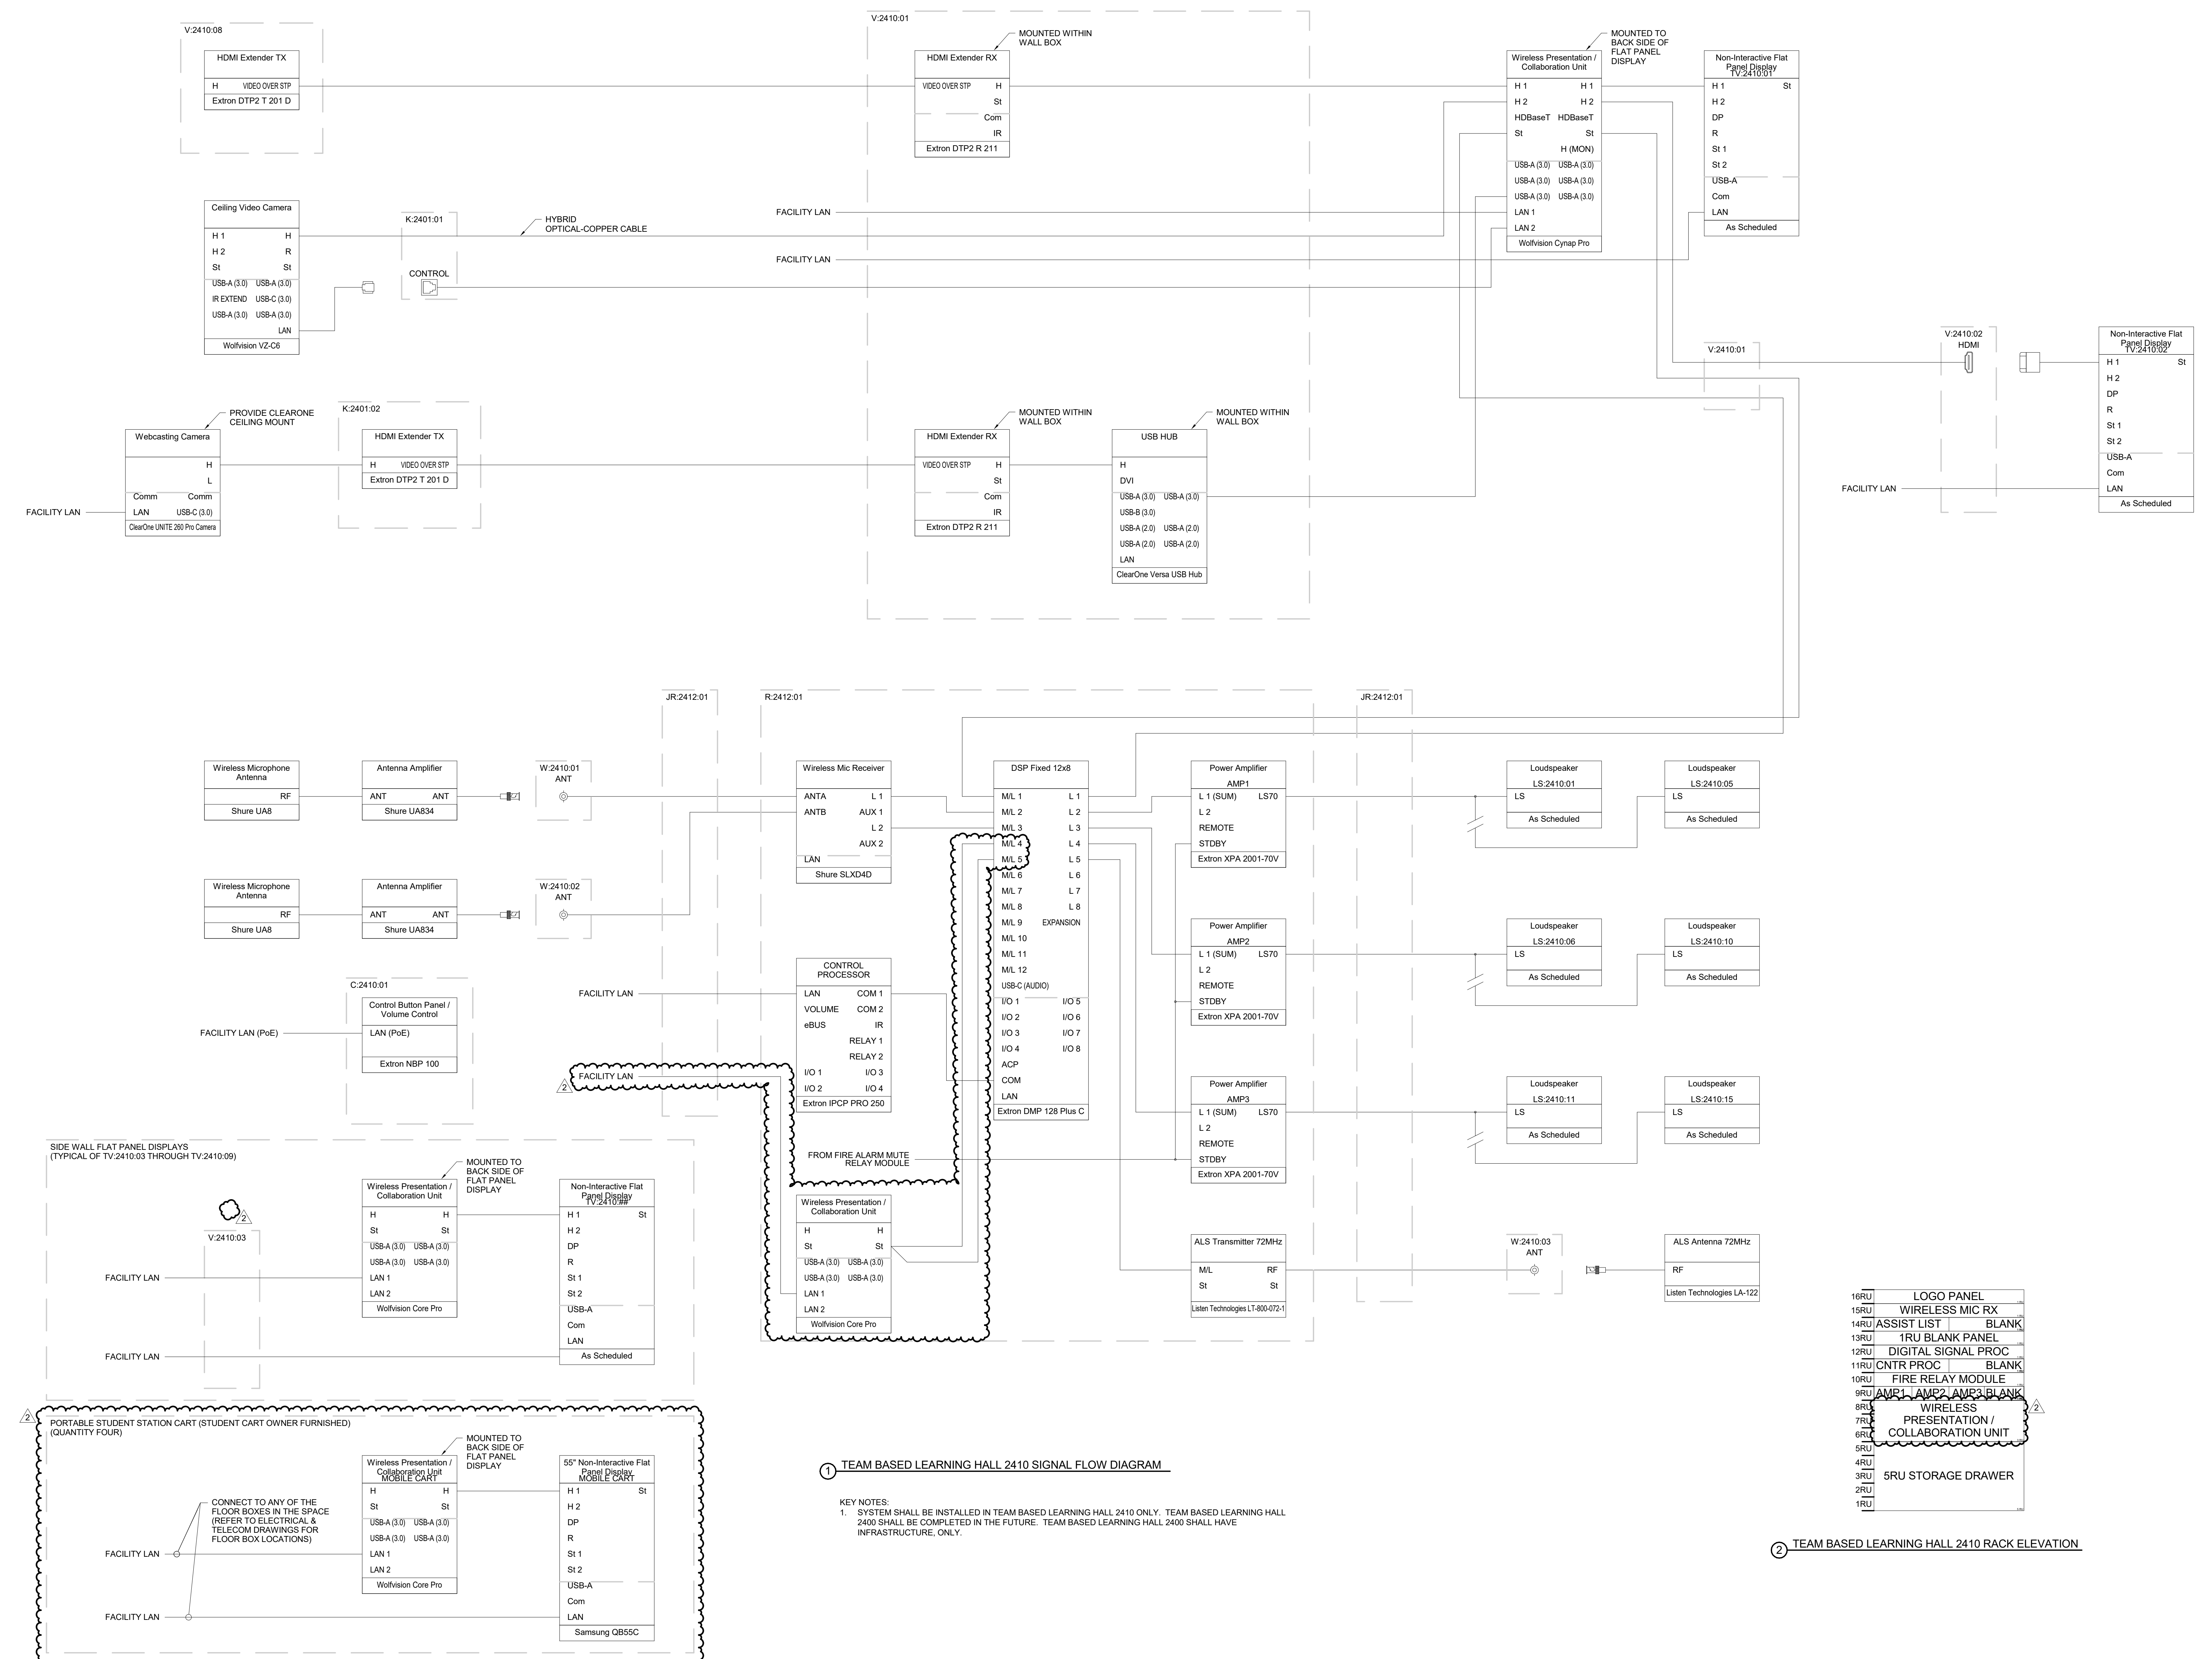 V:2410:08
HDMI Extender TX
H VIDEO OVER STP
Extron DTP2 T 201 D
V:2410:01
HDMI Extender RX
MOUNTED WITHIN
WALL BOX
VIDEO OVER STP H
St
Com
IR
Extron DTP2 R 211
Wireless Presentation /
Collaboration Unit
MOUNTED TO
BACK SIDE OF
FLAT PANEL
DISPLAY
H 1 H 1
H 2 H 2
HDBaseT HDBaseT
St St
H (MON)
USB-A (3.0) USB-A (3.0)
USB-A (3.0) USB-A (3.0)
USB-A (3.0) USB-A (3.0)
LAN 1
LAN 2
Wolfvision Cynap Pro
Non-Interactive Flat
Panel Display
TV:2410:01
H 1 St
H 2
DP
R
St 1
St 2
USB-A
Com
LAN
As Scheduled
Ceiling Video Camera
H 1 H
H 2 R
St St
USB-A (3.0) USB-A (3.0)
IR EXTEND USB-C (3.0)
USB-A (3.0) USB-A (3.0)
LAN
Wolfvision VZ-C6
K:2401:01
CONTROL
HYBRID
OPTICAL-COPPER CABLE
FACILITY LAN
FACILITY LAN
V:2410:01
V:2410:02
HDMI
Non-Interactive Flat
Panel Display
TV:2410:02
H 1 St
H 2
DP
R
St 1
St 2
USB-A
Com
LAN
As Scheduled
FACILITY LAN
PROVIDE CLEARONE
CEILING MOUNT
Webcasting Camera
H
L
Comm Comm
LAN USB-C (3.0)
ClearOne UNITE 260 Pro Camera
FACILITY LAN
K:2401:02
HDMI Extender TX
H VIDEO OVER STP
Extron DTP2 T 201 D
MOUNTED WITHIN
WALL BOX
HDMI Extender RX
VIDEO OVER STP H
St
Com
IR
Extron DTP2 R 211
MOUNTED WITHIN
WALL BOX
USB HUB
H
DVI
USB-A (3.0) USB-A (3.0)
USB-B (3.0)
USB-A (2.0) USB-A (2.0)
USB-A (2.0) USB-A (2.0)
LAN
ClearOne Versa USB Hub
JR:2412:01
R:2412:01
JR:2412:01
Wireless Microphone
Antenna
RF
Shure UA8
Antenna Amplifier
ANT ANT
Shure UA834
W:2410:01
ANT
Wireless Microphone
Antenna
RF
Shure UA8
Antenna Amplifier
ANT ANT
Shure UA834
W:2410:02
ANT
Wireless Mic Receiver
ANTA L 1
ANTB AUX 1
L 2
AUX 2
LAN
Shure SLXD4D
DSP Fixed 12x8
M/L 1 L 1
M/L 2 L 2
M/L 3 L 3
M/L 4 L 4
M/L 5 L 5
M/L 6 L 6
M/L 7 L 7
M/L 8 L 8
M/L 9 EXPANSION
M/L 10
M/L 11
M/L 12
USB-C (AUDIO)
I/O 1 I/O 5
I/O 2 I/O 6
I/O 3 I/O 7
I/O 4 I/O 8
ACP
COM
LAN
Extron DMP 128 Plus C
Power Amplifier
AMP1
L 1 (SUM) LS70
L 2
REMOTE
STDBY
Extron XPA 2001-70V
Loudspeaker
LS:2410:01
LS
As Scheduled
Loudspeaker
LS:2410:05
LS
As Scheduled
Power Amplifier
AMP2
L 1 (SUM) LS70
L 2
REMOTE
STDBY
Extron XPA 2001-70V
Loudspeaker
LS:2410:06
LS
As Scheduled
Loudspeaker
LS:2410:10
LS
As Scheduled
Power Amplifier
AMP3
L 1 (SUM) LS70
L 2
REMOTE
STDBY
Extron XPA 2001-70V
Loudspeaker
LS:2410:11
LS
As Scheduled
Loudspeaker
LS:2410:15
LS
As Scheduled
C:2410:01
Control Button Panel /
Volume Control
LAN (PoE)
Extron NBP 100
FACILITY LAN (PoE)
FACILITY LAN
CONTROL
PROCESSOR
LAN COM 1
VOLUME COM 2
eBUS IR
RELAY 1
RELAY 2
I/O 1 I/O 3
I/O 2 I/O 4
Extron IPCP PRO 250
2
FACILITY LAN
FROM FIRE ALARM MUTE
RELAY MODULE
Wireless Presentation /
Collaboration Unit
H H
St St
USB-A (3.0) USB-A (3.0)
USB-A (3.0) USB-A (3.0)
LAN 1
LAN 2
Wolfvision Core Pro
ALS Transmitter 72MHz
M/L RF
St St
Listen Technologies LT-800-072-1
W:2410:03
ANT
ALS Antenna 72MHz
RF
Listen Technologies LA-122
SIDE WALL FLAT PANEL DISPLAYS
(TYPICAL OF TV:2410:03 THROUGH TV:2410:09)
2
V:2410:03
FACILITY LAN
FACILITY LAN
MOUNTED TO
BACK SIDE OF
FLAT PANEL
DISPLAY
Wireless Presentation /
Collaboration Unit
H H
St St
USB-A (3.0) USB-A (3.0)
USB-A (3.0) USB-A (3.0)
LAN 1
LAN 2
Wolfvision Core Pro
Non-Interactive Flat
Panel Display
TV:2410:##
H 1 St
H 2
DP
R
St 1
St 2
USB-A
Com
LAN
As Scheduled
2
PORTABLE STUDENT STATION CART (STUDENT CART OWNER FURNISHED)
(QUANTITY FOUR)
MOUNTED TO
BACK SIDE OF
FLAT PANEL
DISPLAY
CONNECT TO ANY OF THE
FLOOR BOXES IN THE SPACE
(REFER TO ELECTRICAL &
TELECOM DRAWINGS FOR
FLOOR BOX LOCATIONS)
FACILITY LAN
FACILITY LAN
Wireless Presentation /
Collaboration Unit
MOBILE CART
H H
St St
USB-A (3.0) USB-A (3.0)
USB-A (3.0) USB-A (3.0)
LAN 1
LAN 2
Wolfvision Core Pro
55" Non-Interactive Flat
Panel Display
MOBILE CART
H 1 St
H 2
DP
R
St 1
St 2
USB-A
Com
LAN
Samsung QB55C
1 TEAM BASED LEARNING HALL 2410 SIGNAL FLOW DIAGRAM
KEY NOTES:
1. SYSTEM SHALL BE INSTALLED IN TEAM BASED LEARNING HALL 2410 ONLY. TEAM BASED LEARNING HALL
2400 SHALL BE COMPLETED IN THE FUTURE. TEAM BASED LEARNING HALL 2400 SHALL HAVE
INFRASTRUCTURE, ONLY.
16RU LOGO PANEL
15RU WIRELESS MIC RX
14RU ASSIST LIST BLANK
13RU 1RU BLANK PANEL
12RU DIGITAL SIGNAL PROC
11RU CNTR PROC BLANK
10RU FIRE RELAY MODULE
9RU AMP1 AMP2 AMP3 BLANK
8RU WIRELESS
7RU PRESENTATION /
6RU COLLABORATION UNIT
2
5RU
4RU
3RU 5RU STORAGE DRAWER
2RU
1RU
2 TEAM BASED LEARNING HALL 2410 RACK ELEVATION